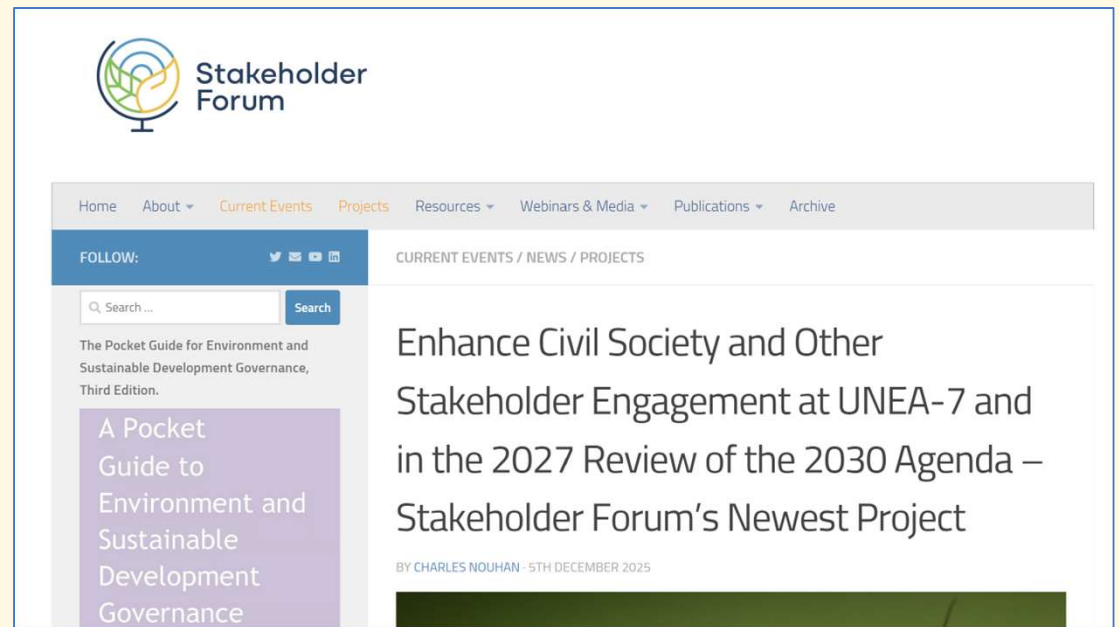 Stakeholder
Forum
Home About Current Events Projects Resources Webinars & Media Publications Archive
FOLLOW:
Search ...
Search
The Pocket Guide for Environment and
Sustainable Development Governance,
Third Edition.
A Pocket
Guide to
Environment and
Sustainable
Development
Governance
CURRENT EVENTS / NEWS / PROJECTS
Enhance Civil Society and Other
Stakeholder Engagement at UNEA-7 and
in the 2027 Review of the 2030 Agenda –
Stakeholder Forum's Newest Project
BY CHARLES NOUHAN · 5TH DECEMBER 2025